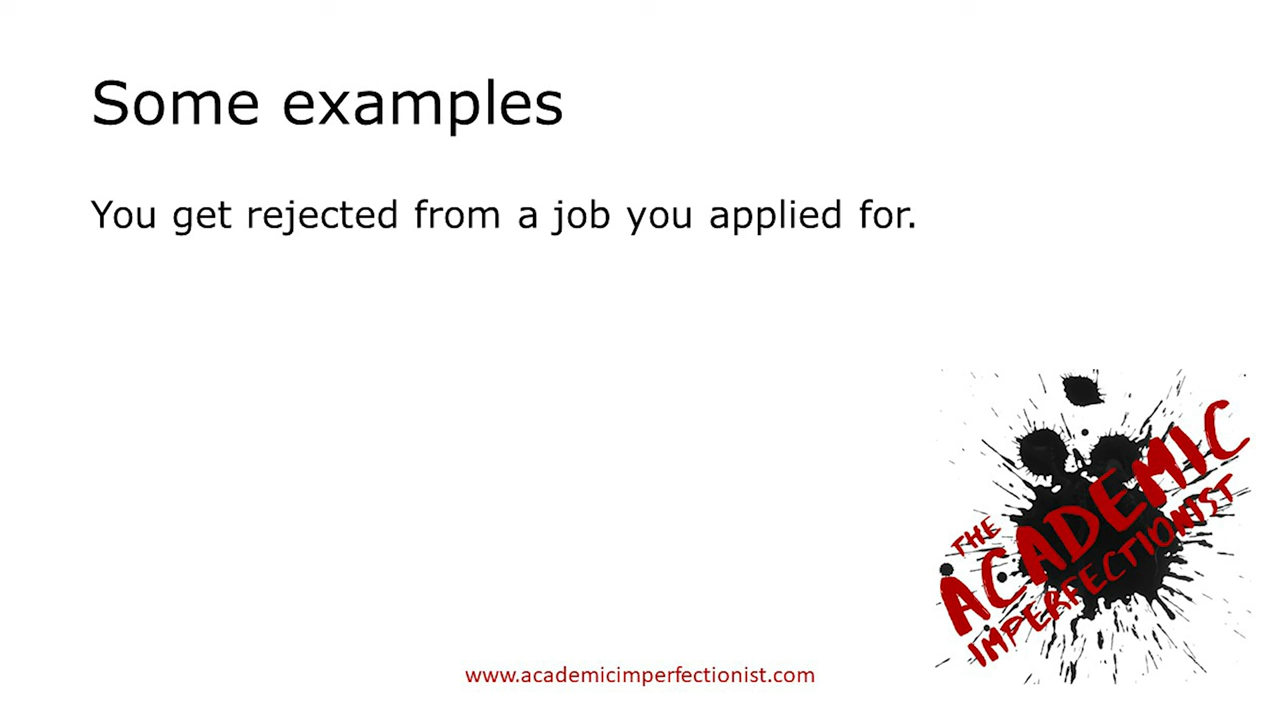 Some examples
You get rejected from a job you applied for.
THE
ACADEMIC
IMPERFECTIONIST
www.academicimperfectionist.com